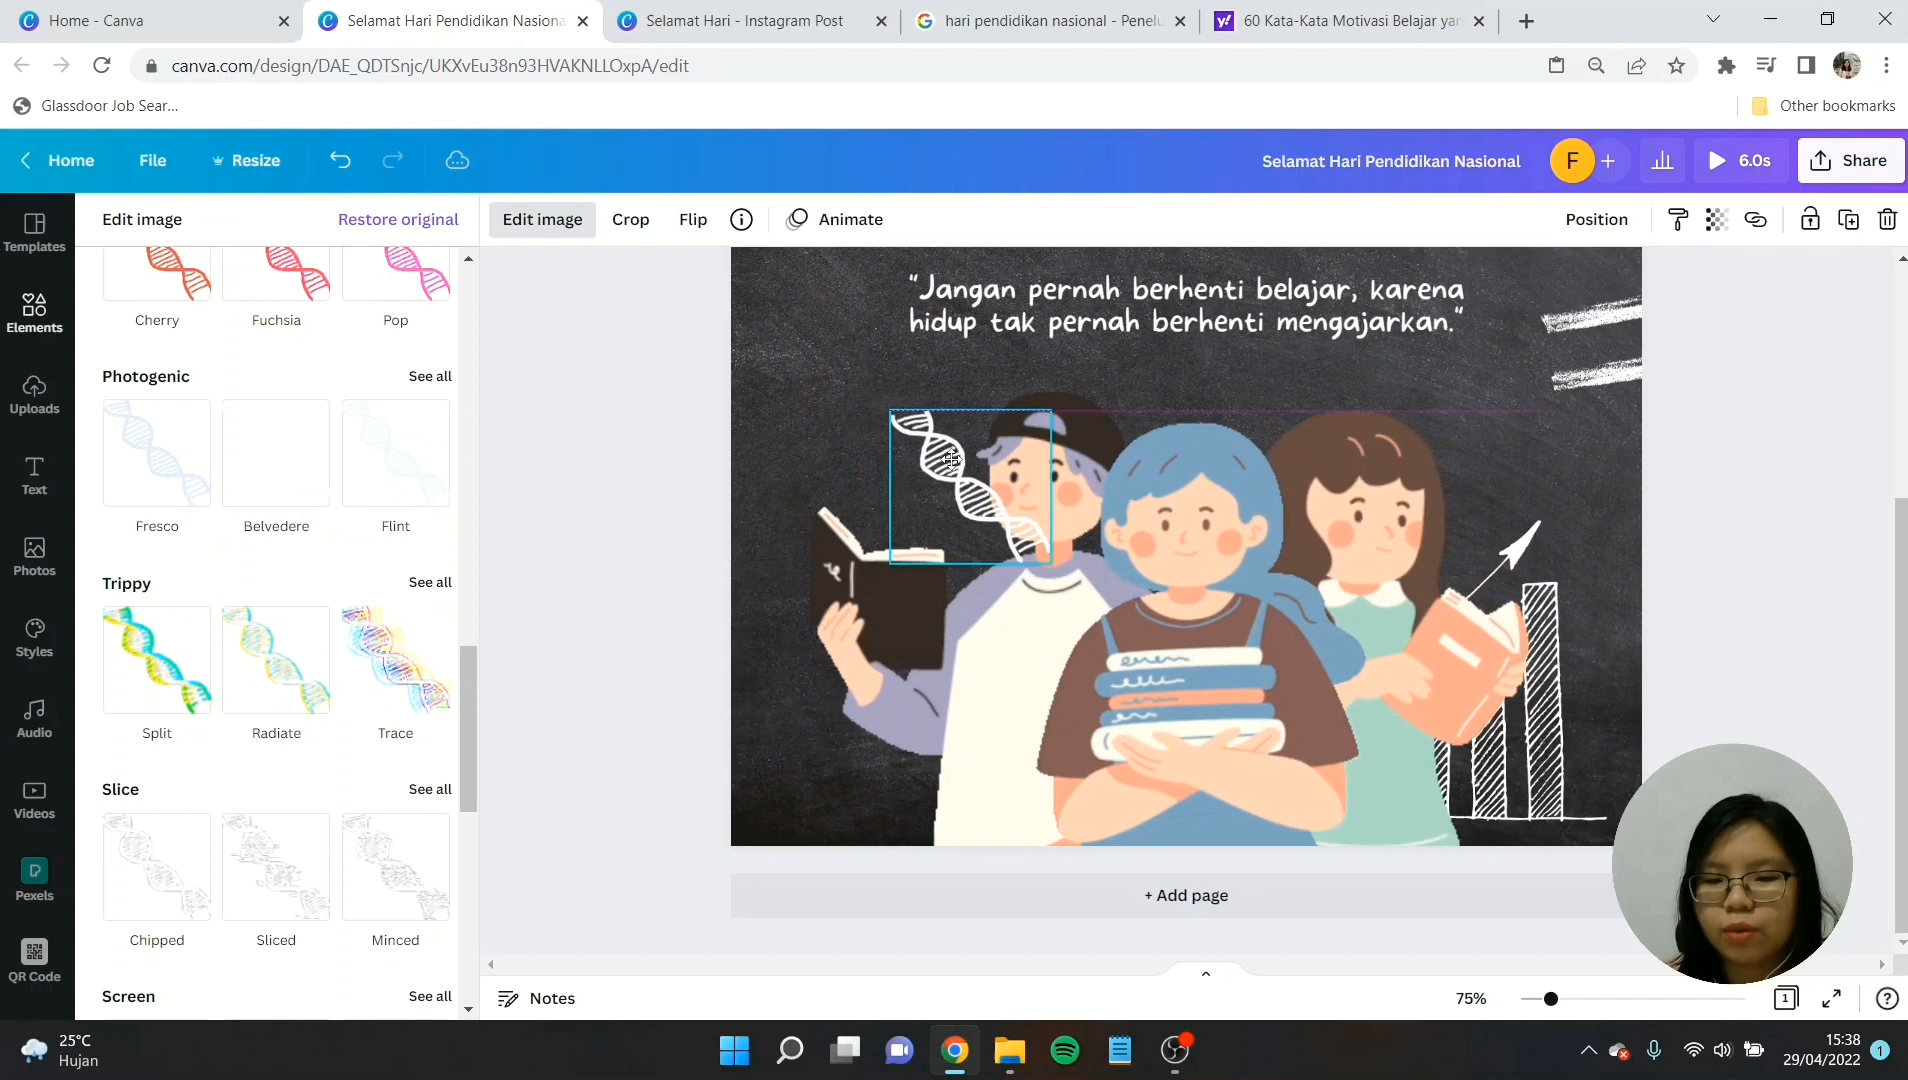 Home - Canva
Selamat Hari Pendidikan Nasiona
Selamat Hari - Instagram Post
hari pendidikan nasional - Penelu
60 Kata-Kata Motivasi Belajar yan
canva.com/design/DAE_QDTSnjc/UKXvEu38n93HVAKNLLOxpA/edit
Glassdoor Job Sear...
Other bookmarks
Home
File
Resize
Selamat Hari Pendidikan Nasional
F
6.0s
Share
Templates
Elements
Uploads
Text
Photos
Styles
Audio
Videos
Pexels
QR Code
Edit image
Restore original
Cherry
Fuchsia
Pop
Photogenic
See all
Fresco
Belvedere
Flint
Trippy
See all
Split
Radiate
Trace
Slice
See all
Chipped
Sliced
Minced
Screen
See all
Edit image
Crop
Flip
Animate
Position
"Jangan pernah berhenti belajar, karena
hidup tak pernah berhenti mengajarkan."
+ Add page
Notes
75%
1
25°C
Hujan
15:38
29/04/2022
1